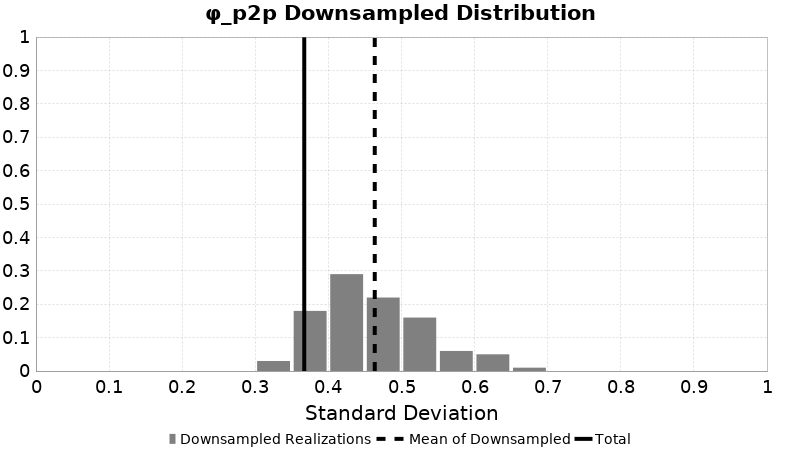 φ_p2p Downsampled Distribution
1
0.9
0.8
0.7
0.6
0.5
0.4
0.3
0.2
0.1
0
0 0.1 0.2 0.3 0.4 0.5 0.6 0.7 0.8 0.9 1
Standard Deviation
Downsampled Realizations Mean of Downsampled Total